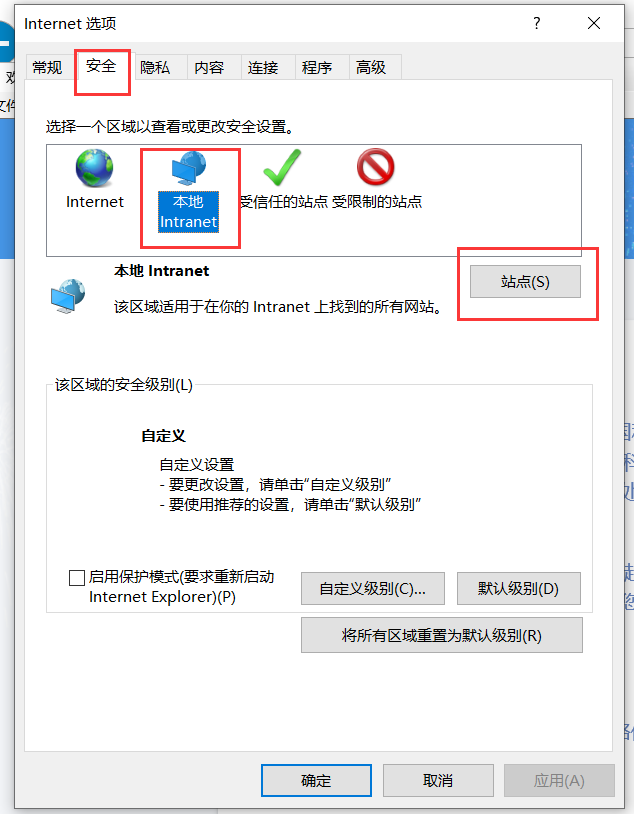 Internet 选项
?
常规 安全 隐私 内容 连接 程序 高级
选择一个区域以查看或更改安全设置。
Internet
本地
Intranet
受信任的站点 受限制的站点
本地 Intranet
站点(S)
该区域适用于在你的 Intranet 上找到的所有网站。
该区域的安全级别(L)
自定义
自定义设置
- 要更改设置，请单击“自定义级别”
- 要使用推荐的设置，请单击“默认级别”
启用保护模式(要求重新启动
Internet Explorer)(P)
自定义级别(C)... 默认级别(D)
将所有区域重置为默认级别(R)
确定 取消 应用(A)